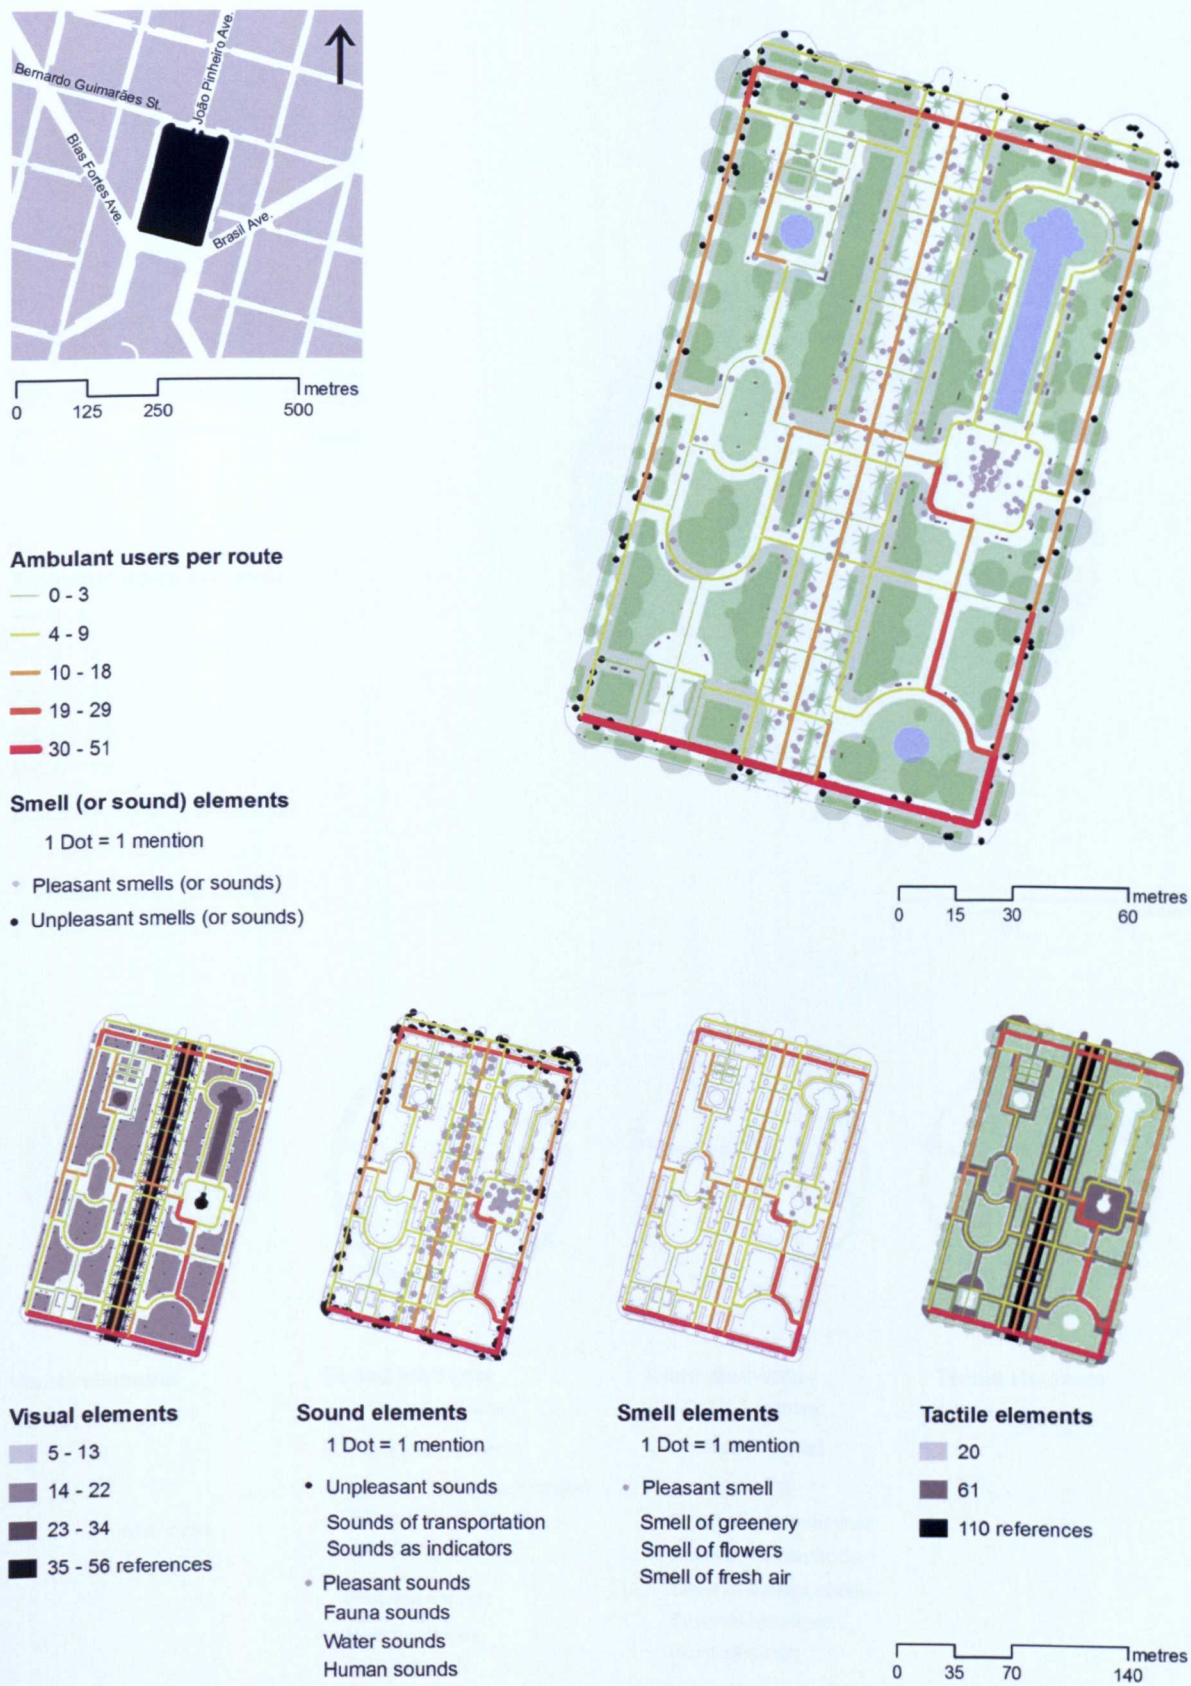 Bernardo Guimarães St.
João Pinheiro Ave.
Bias Fortes Ave.
Brasil Ave.
metres
0 125 250 500
Ambulant users per route
0 - 3
4 - 9
10 - 18
19 - 29
30 - 51
Smell (or sound) elements
1 Dot = 1 mention
Pleasant smells (or sounds)
Unpleasant smells (or sounds)
metres
0 15 30 60
Visual elements
5 - 13
14 - 22
23 - 34
35 - 56 references
Sound elements
1 Dot = 1 mention
Unpleasant sounds
Sounds of transportation
Sounds as indicators
Pleasant sounds
Fauna sounds
Water sounds
Human sounds
Smell elements
1 Dot = 1 mention
Pleasant smell
Smell of greenery
Smell of flowers
Smell of fresh air
Tactile elements
20
61
110 references
metres
0 35 70 140